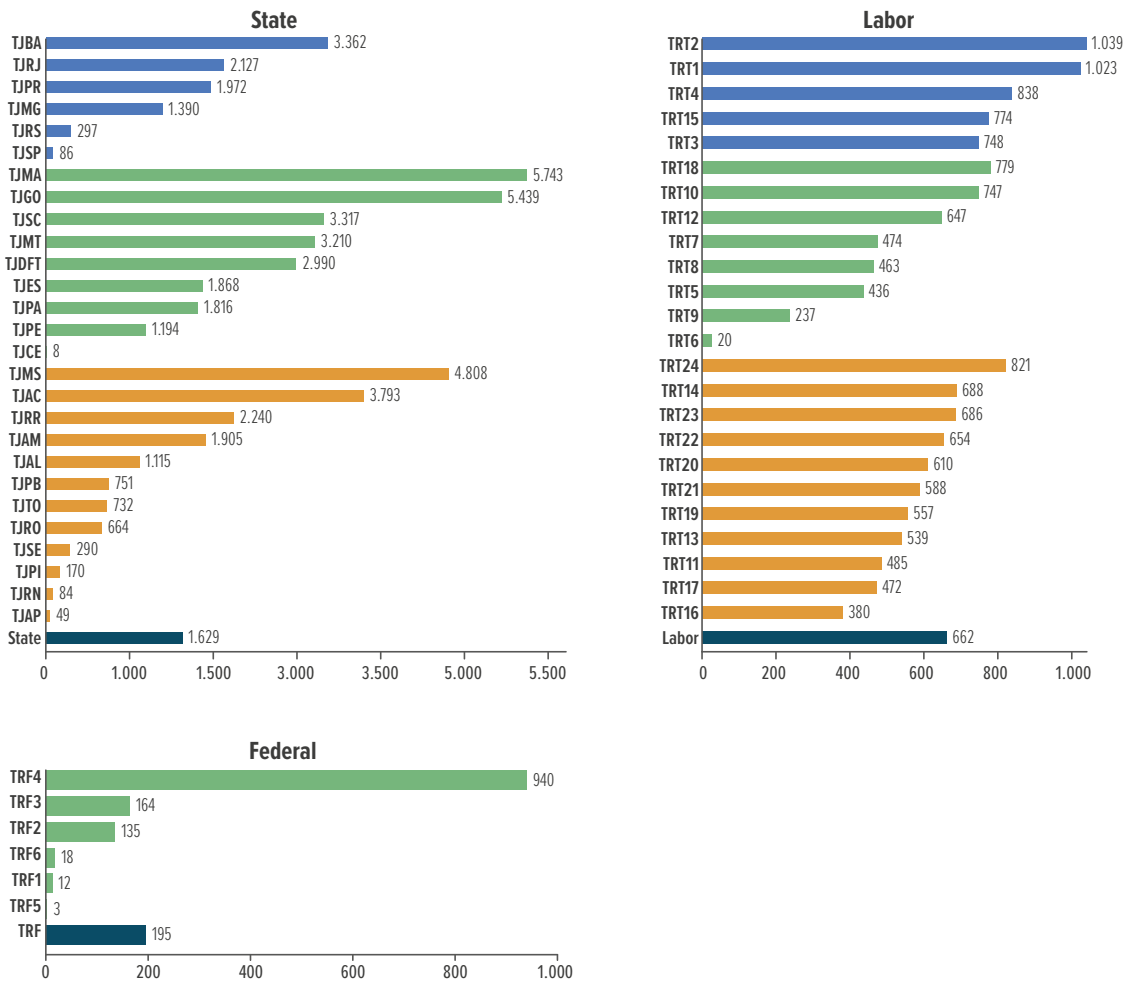 State
TJBA 3.362
TJRJ 2.127
TJPR 1.972
TJMG 1.390
TJRS 297
TJSP 86
TJMA 5.743
TJGO 5.439
TJSC 3.317
TJMT 3.210
TJDFT 2.990
TJES 1.868
TJPA 1.816
TJPE 1.194
TJCE 8
TJMS 4.808
TJAC 3.793
TJRR 2.240
TJAM 1.905
TJAL 1.115
TJPB 751
TJTO 732
TJRO 664
TJSE 290
TJPI 170
TJRN 84
TJAP 49
State 1.629
0 1.000 1.500 3.000 3.500 5.000 5.500
Labor
TRT2 1.039
TRT1 1.023
TRT4 838
TRT15 774
TRT3 748
TRT18 779
TRT10 747
TRT12 647
TRT7 474
TRT8 463
TRT5 436
TRT9 237
TRT6 20
TRT24 821
TRT14 688
TRT23 686
TRT22 654
TRT20 610
TRT21 588
TRT19 557
TRT13 539
TRT11 485
TRT17 472
TRT16 380
Labor 662
0 200 400 600 800 1.000
Federal
TRF4 940
TRF3 164
TRF2 135
TRF6 18
TRF1 12
TRF5 3
TRF 195
0 200 400 600 800 1.000